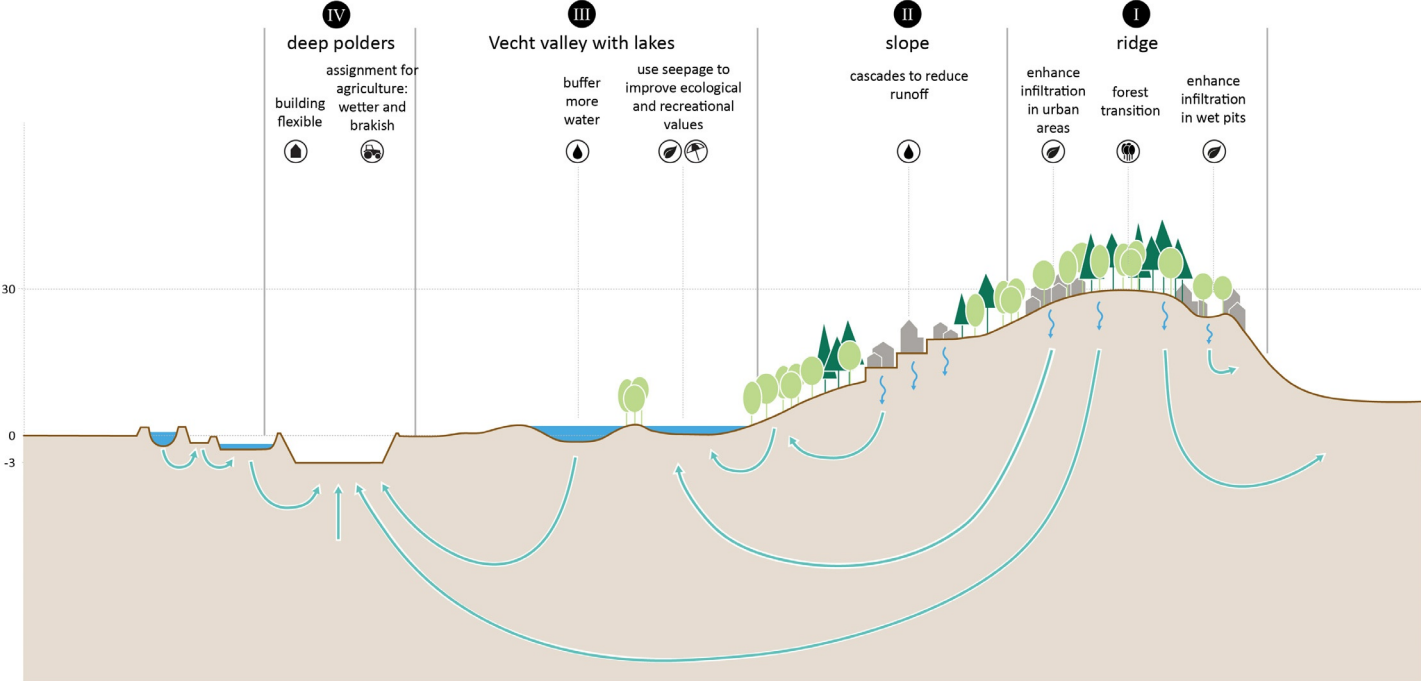 IV
deep polders
building
flexible
assignment for
agriculture:
wetter and
brakish
III
Vecht valley with lakes
buffer
more
water
use seepage to
improve ecological
and recreational
values
II
slope
cascades to reduce
runoff
I
ridge
enhance
infiltration
in urban
areas
forest
transition
enhance
infiltration
in wet pits
30
0
-3